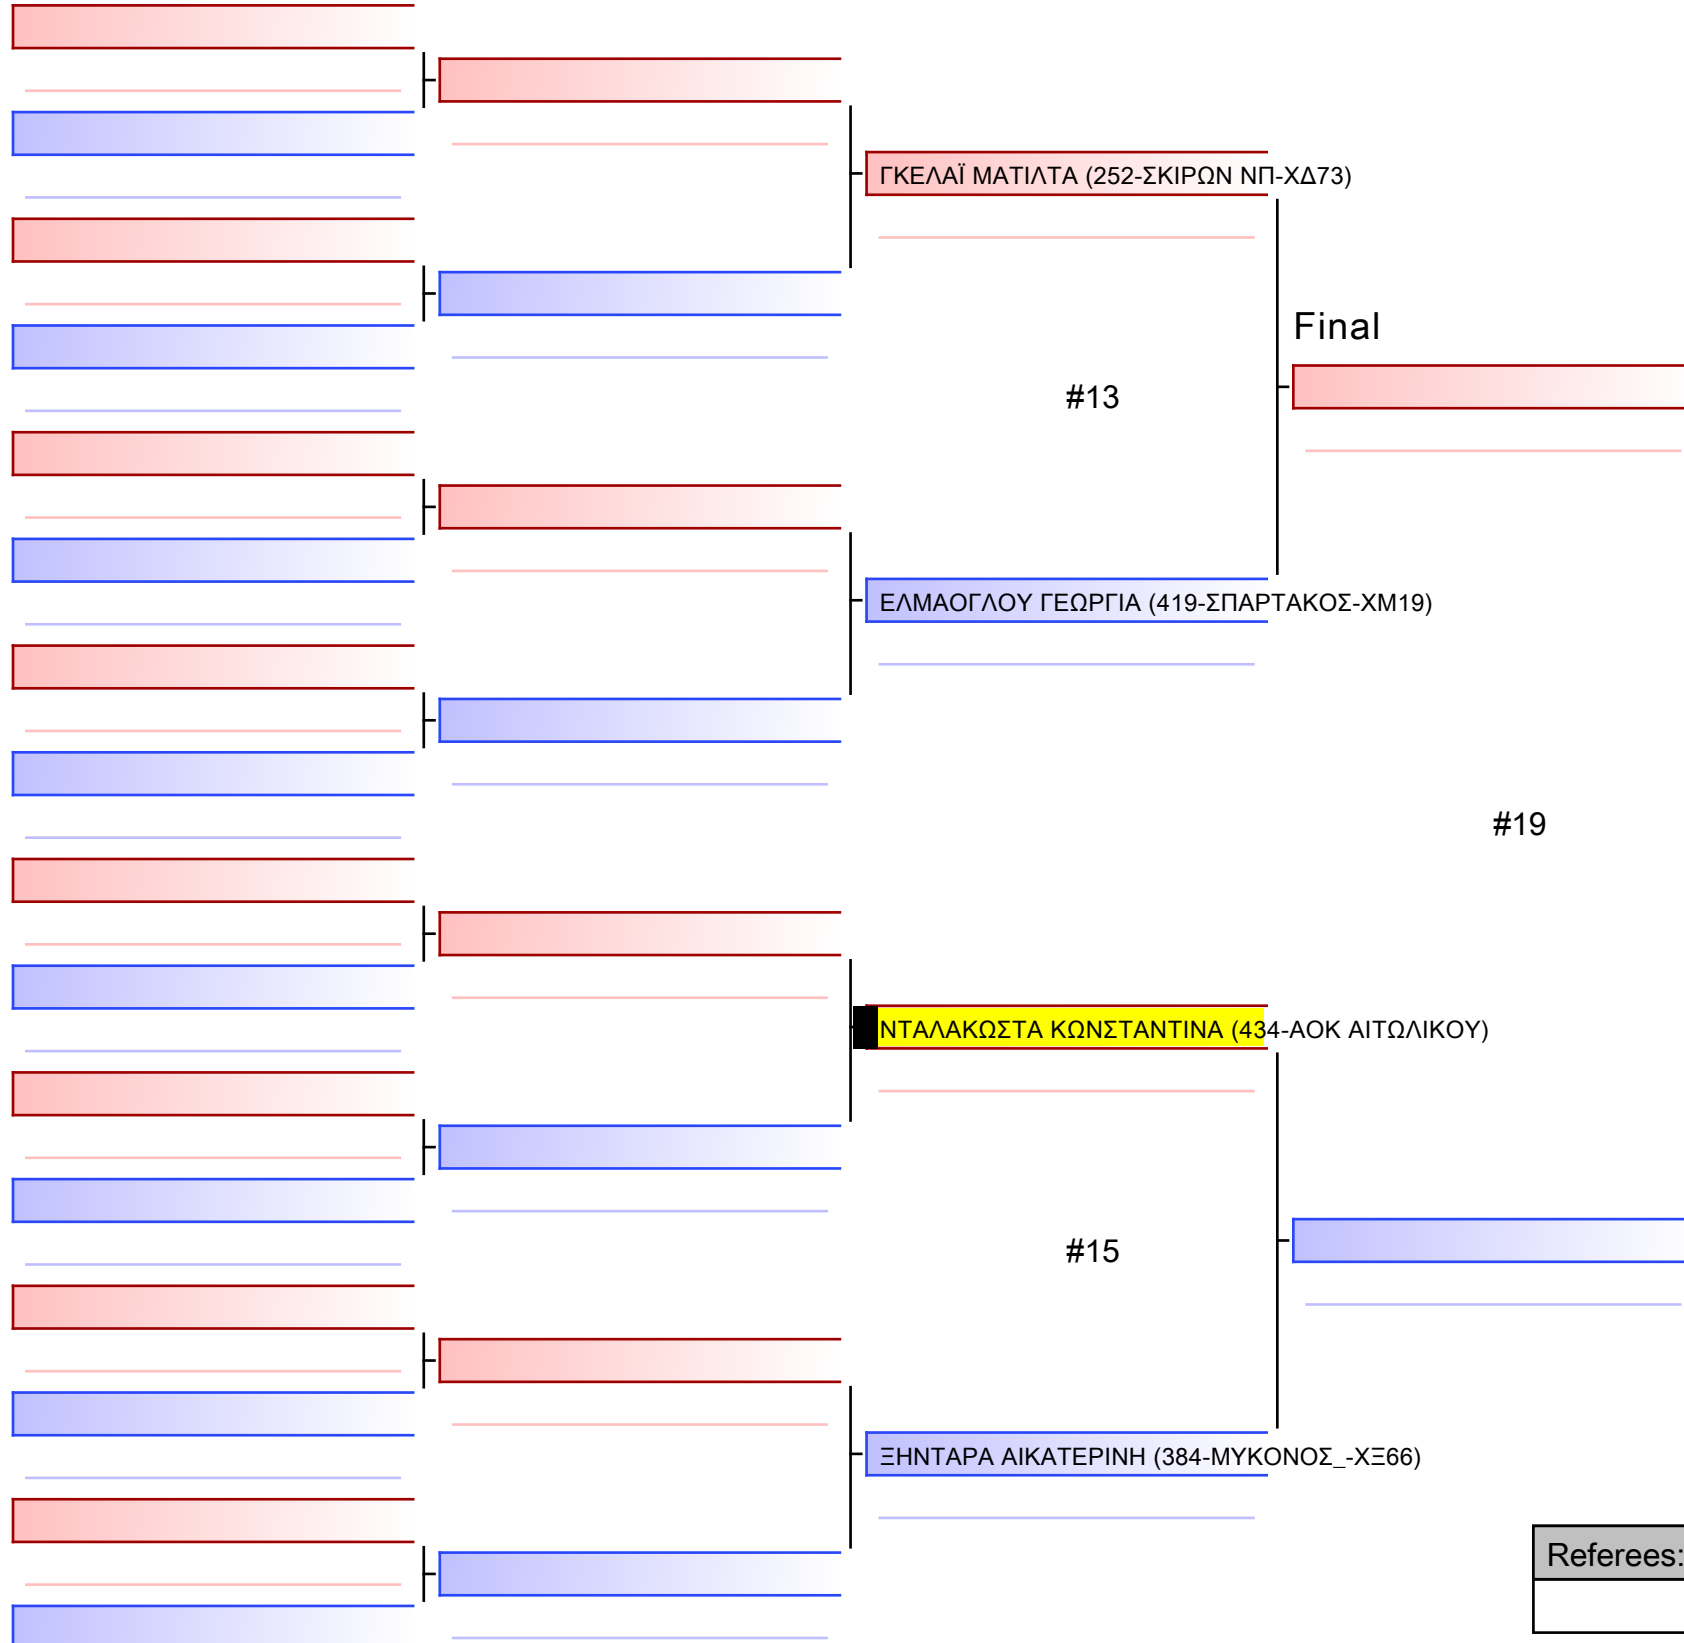 ΓΚΕΛΑΪ ΜΑΤΙΛΤΑ (252-ΣΚΙΡΩΝ ΝΠ-ΧΔ73)
Final
#13
ΕΛΜΑΟΓΛΟΥ ΓΕΩΡΓΙΑ (419-ΣΠΑΡΤΑΚΟΣ-ΧΜ19)
#19
ΝΤΑΛΑΚΩΣΤΑ ΚΩΝΣΤΑΝΤΙΝΑ (434-ΑΟΚ ΑΙΤΩΛΙΚΟΥ)
#15
ΞΗΝΤΑΡΑ ΑΙΚΑΤΕΡΙΝΗ (384-ΜΥΚΟΝΟΣ_-ΧΞ66)
Referees: